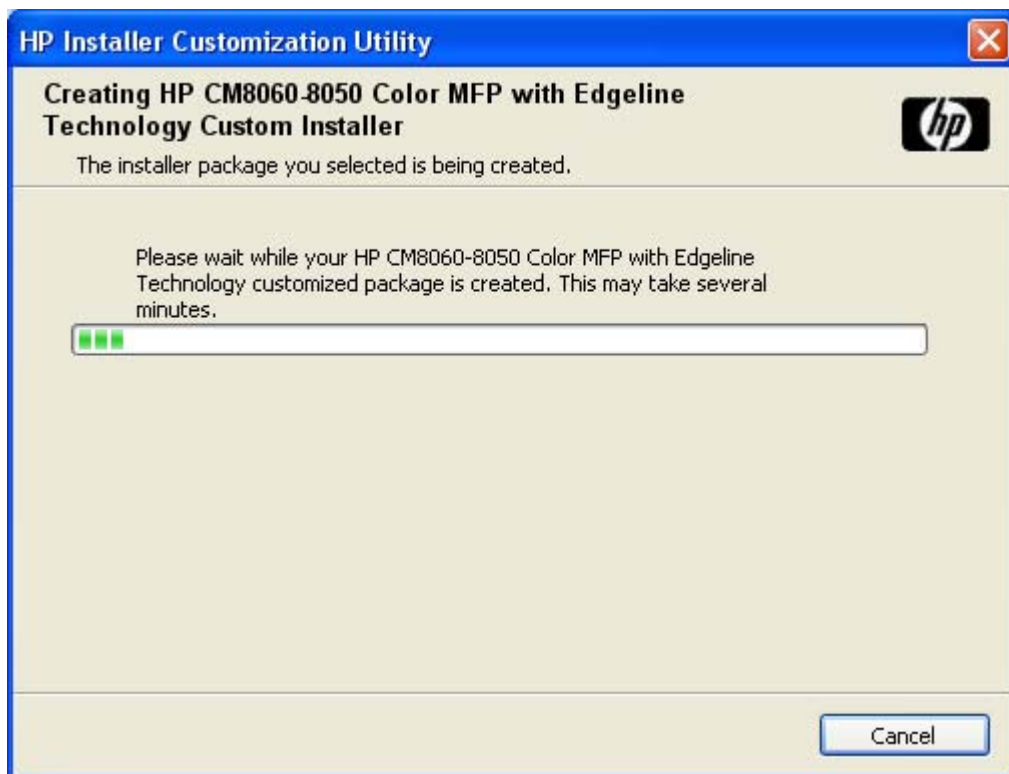 HP Installer Customization Utility
Creating HP CM8060-8050 Color MFP with Edgeline
Technology Custom Installer
hp
The installer package you selected is being created.
Please wait while your HP CM8060-8050 Color MFP with Edgeline
Technology customized package is created. This may take several
minutes.
Cancel